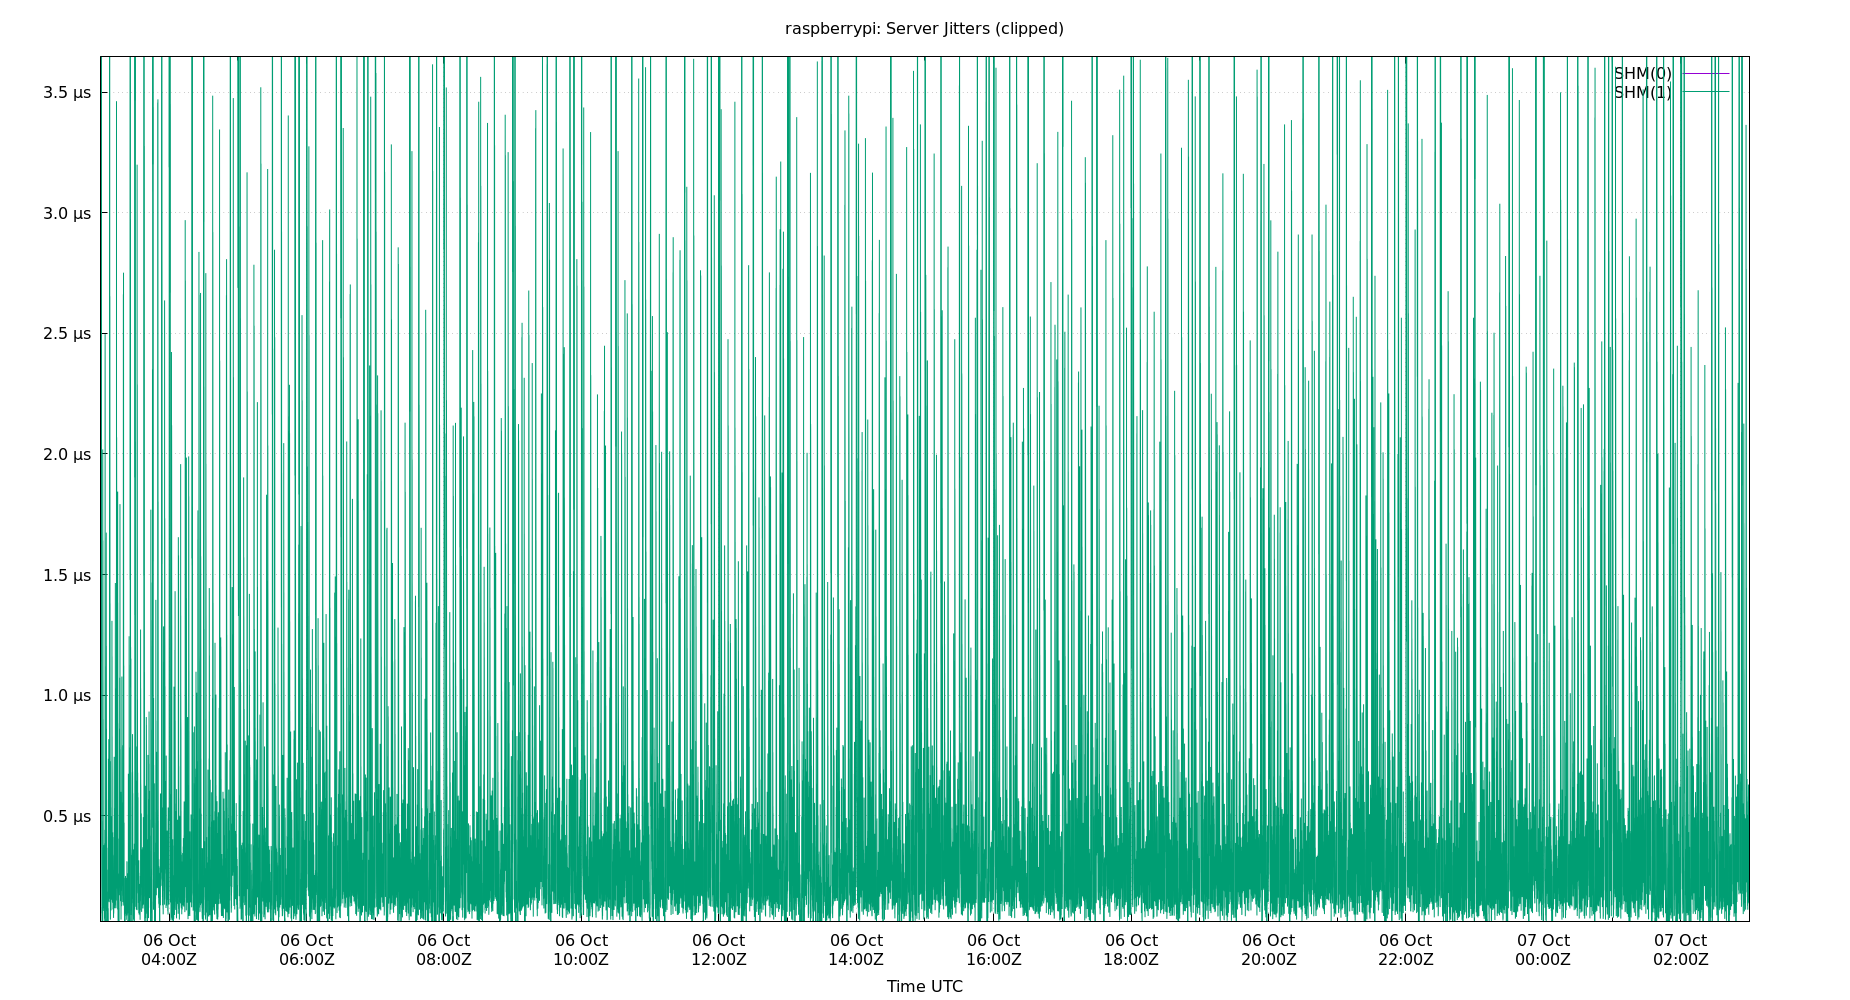 raspberrypi: Server Jitters (clipped)
SHM(0)
SHM(1)
3.5 µs
3.0 µs
2.5 µs
2.0 µs
1.5 µs
1.0 µs
0.5 µs
06 Oct 06 Oct 06 Oct 06 Oct 06 Oct 06 Oct 06 Oct 06 Oct 06 Oct 06 Oct 07 Oct 07 Oct
04:00Z 06:00Z 08:00Z 10:00Z 12:00Z 14:00Z 16:00Z 18:00Z 20:00Z 22:00Z 00:00Z 02:00Z
Time UTC